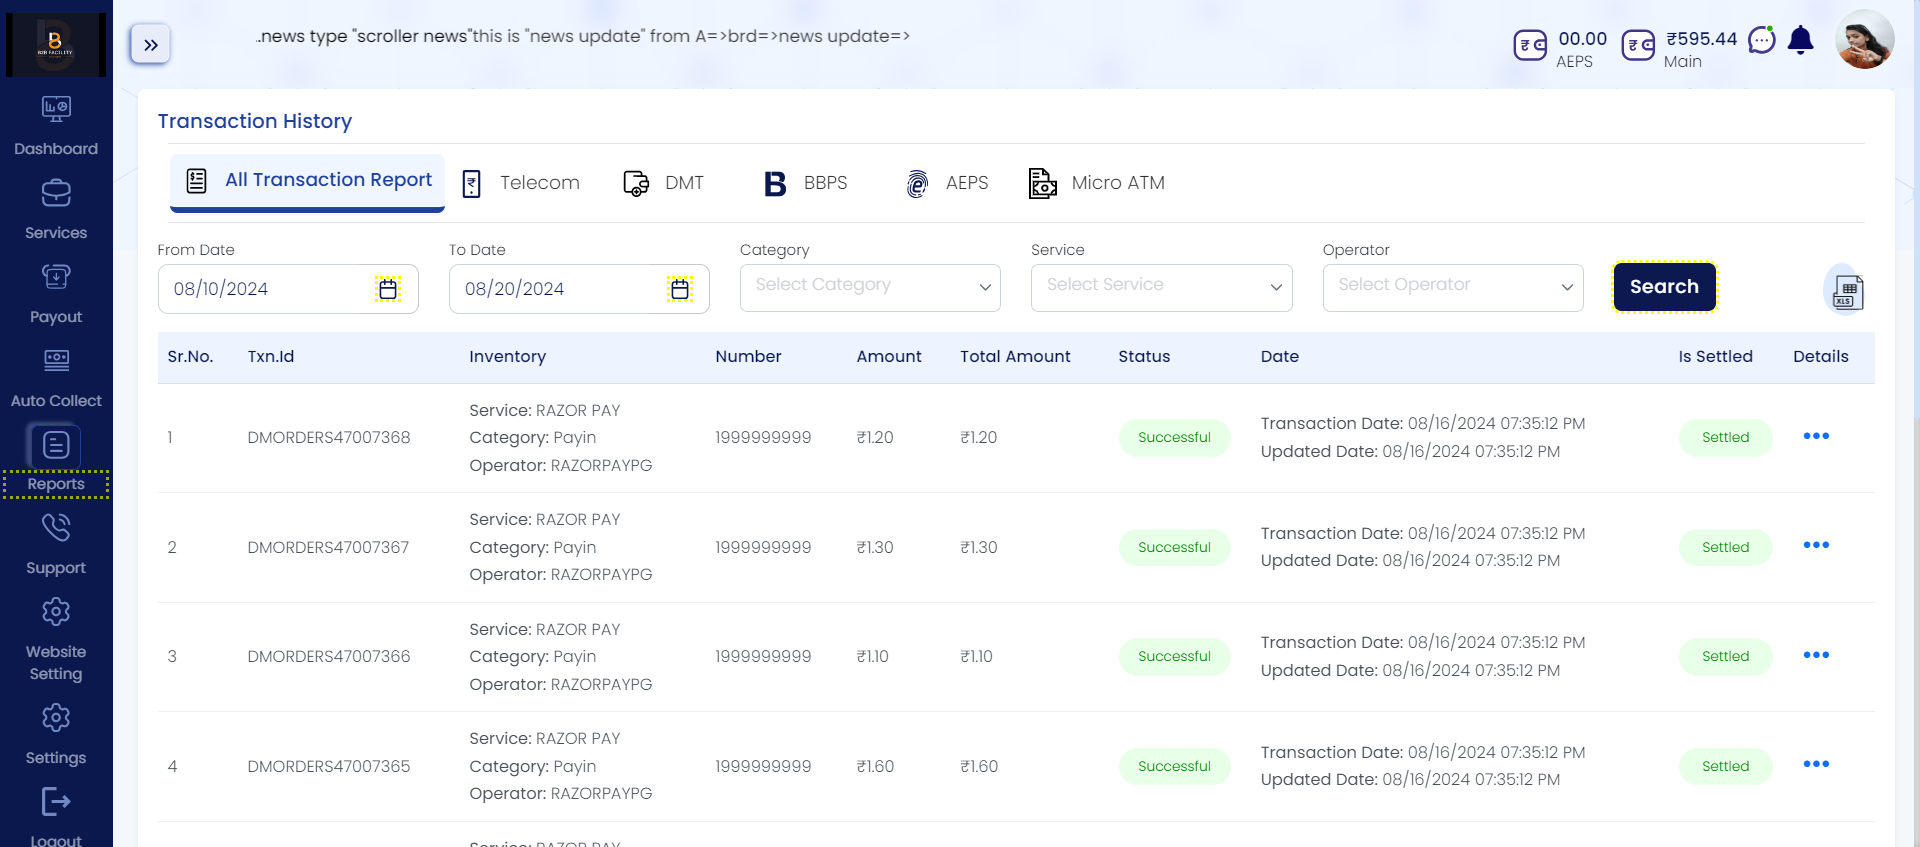 B2B FACILITY
..news type "scroller news"this is "news update" from A=>brd=>news update=>
00.00
AEPS
₹595.44
Main
Dashboard
Services
Payout
Auto Collect
Reports
Support
Website
Setting
Settings
Logout
Transaction History
All Transaction Report
Telecom
DMT
BBPS
AEPS
Micro ATM
From Date
To Date
Category
Service
Operator
08/10/2024
08/20/2024
Select Category
Select Service
Select Operator
Search
XLS
Sr.No. Txn.Id Inventory Number Amount Total Amount Status Date Is Settled Details
Service: RAZOR PAY
Category: Payin
Operator: RAZORPAYPG
1 DMORDERS47007368 1999999999 ₹1.20 ₹1.20 Successful
Transaction Date: 08/16/2024 07:35:12 PM
Updated Date: 08/16/2024 07:35:12 PM
Settled
Service: RAZOR PAY
Category: Payin
Operator: RAZORPAYPG
2 DMORDERS47007367 1999999999 ₹1.30 ₹1.30 Successful
Transaction Date: 08/16/2024 07:35:12 PM
Updated Date: 08/16/2024 07:35:12 PM
Settled
Service: RAZOR PAY
Category: Payin
Operator: RAZORPAYPG
3 DMORDERS47007366 1999999999 ₹1.10 ₹1.10 Successful
Transaction Date: 08/16/2024 07:35:12 PM
Updated Date: 08/16/2024 07:35:12 PM
Settled
Service: RAZOR PAY
Category: Payin
Operator: RAZORPAYPG
4 DMORDERS47007365 1999999999 ₹1.60 ₹1.60 Successful
Transaction Date: 08/16/2024 07:35:12 PM
Updated Date: 08/16/2024 07:35:12 PM
Settled
Service: RAZOR PAY